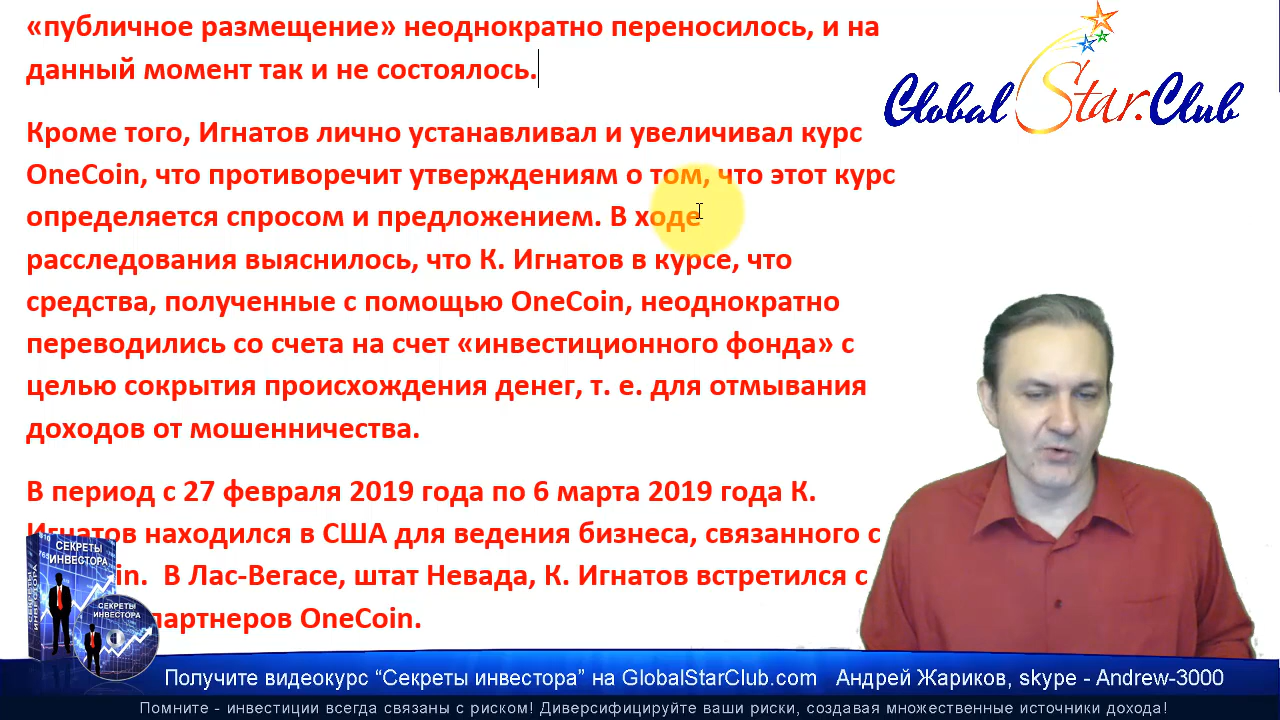 «публичное размещение» неоднократно переносилось, и на
данный момент так и не состоялось.
Кроме того, Игнатов лично устанавливал и увеличивал курс
OneCoin, что противоречит утверждениям о том, что этот курс
определяется спросом и предложением. В ходе
расследования выяснилось, что К. Игнатов в курсе, что
средства, полученные с помощью OneCoin, неоднократно
переводились со счета на счет «инвестиционного фонда» с
целью сокрытия происхождения денег, т. е. для отмывания
доходов от мошенничества.
В период с 27 февраля 2019 года по 6 марта 2019 года К.
Игнатов находился в США для ведения бизнеса, связанного с
in. В Лас-Вегасе, штат Невада, К. Игнатов встретился с
партнеров OneCoin.
Global Star.Club
СЕКРЕТЫ
ИНВЕСТОРА
СЕКРЕТЫ
ИНВЕСТОРА
СЕКРЕТЫ
ИНВЕСТОРА
Получите видеокурс “Секреты инвестора” на GlobalStarClub.com Андрей Жариков, skype - Andrew-3000
Помните - инвестиции всегда связаны с риском! Диверсифицируйте ваши риски, создавая множественные источники дохода!